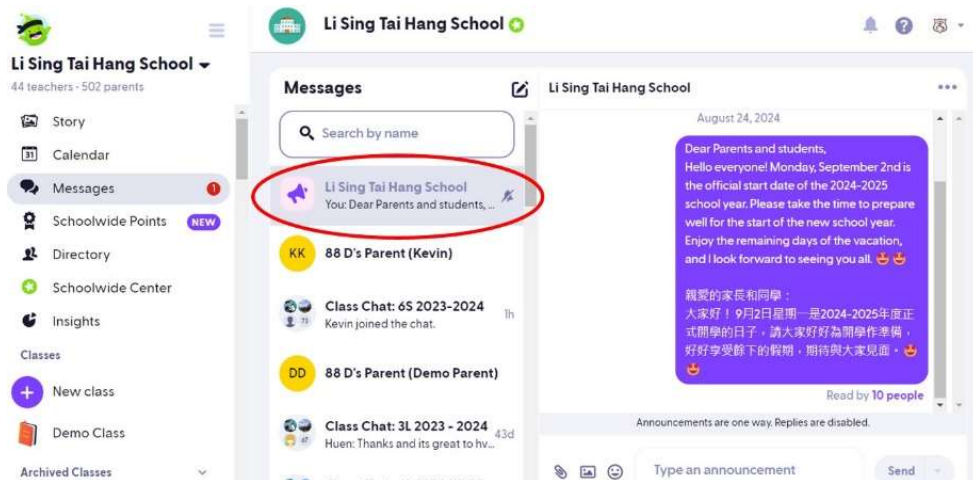 Li Sing Tai Hang School
44 teachers - 502 parents
Story
31
Calendar
Messages
1
Schoolwide Points
NEW
Directory
Schoolwide Center
Insights
Classes
New class
Demo Class
Archived Classes
Li Sing Tai Hang School
Messages
Search by name
Li Sing Tai Hang School
You: Dear Parents and students, ...
KK
88 D's Parent (Kevin)
Class Chat: 6S 2023-2024
Kevin joined the chat.
1h
73
DD
88 D's Parent (Demo Parent)
Class Chat: 3L 2023 - 2024
Huen: Thanks and its great to hv...
43d
67
Li Sing Tai Hang School
August 24, 2024
Dear Parents and students,
Hello everyone! Monday, September 2nd is
the official start date of the 2024-2025
school year. Please take the time to prepare
well for the start of the new school year.
Enjoy the remaining days of the vacation,
and I look forward to seeing you all. 🤩 🤩
親愛的家長和同學：
大家好！ 9月2日星期一是2024-2025年度正
式開學的日子，請大家好好為開學作準備，
好好享受餘下的假期，期待與大家見面。🤩
🤩
Read by 10 people
Announcements are one way. Replies are disabled.
Type an announcement
Send